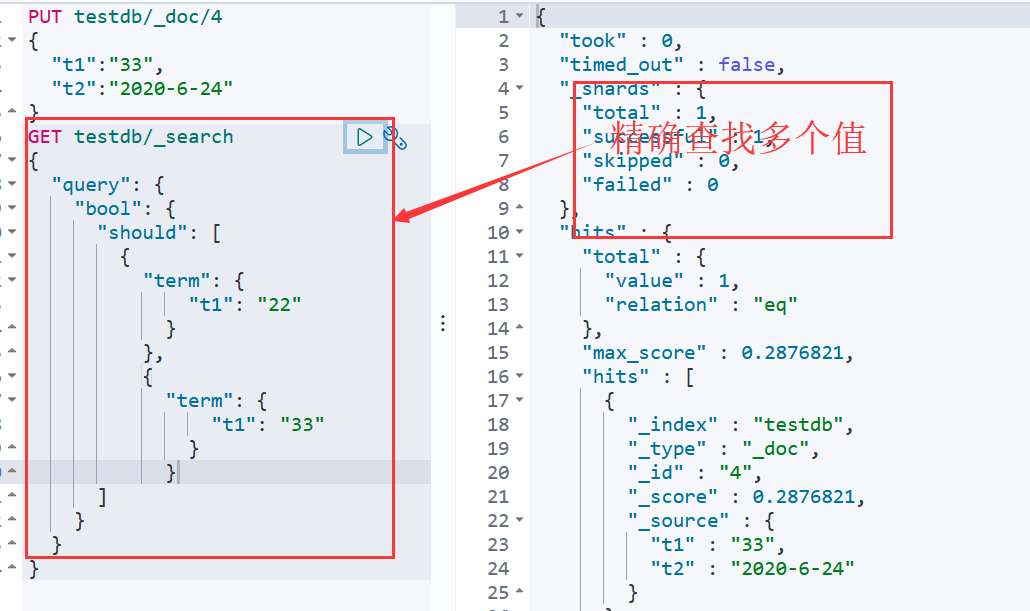 PUT testdb/_doc/4
{
"t1":"33",
"t2":"2020-6-24"
}
GET testdb/_search
{
"query": {
"bool": {
"should": [
{
"term": {
"t1": "22"
}
},
{
"term": {
"t1": "33"
}
}
]
}
}
}
精确查找多个值
1 {
2 "took" : 0,
3 "timed_out" : false,
4 "_shards" : {
5 "total" : 1,
6 "successful" : 1,
7 "skipped" : 0,
8 "failed" : 0
9 },
10 "hits" : {
11 "total" : {
12 "value" : 1,
13 "relation" : "eq"
14 },
15 "max_score" : 0.2876821,
16 "hits" : [
17 {
18 "_index" : "testdb",
19 "_type" : "_doc",
20 "_id" : "4",
21 "_score" : 0.2876821,
22 "_source" : {
23 "t1" : "33",
24 "t2" : "2020-6-24"
25 }